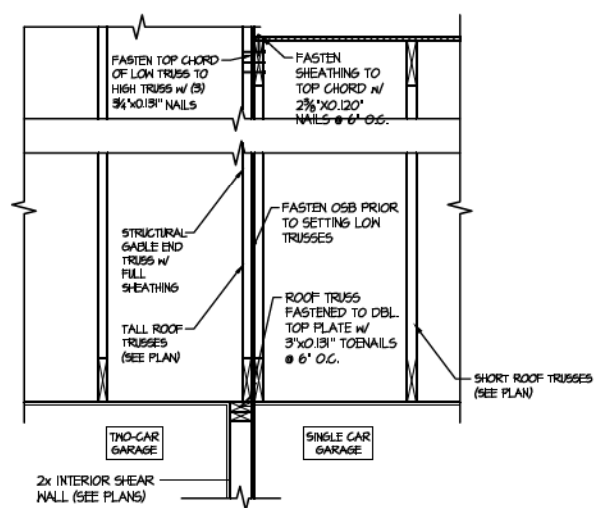 FASTEN TOP CHORD
OF LOW TRUSS TO
HIGH TRUSS W/ (3)
3/4"X0.131" NAILS
FASTEN
SHEATHING TO
TOP CHORD W/
2⅜"X0.120"
NAILS @ 6" O.C.
STRUCTURAL
GABLE END
TRUSS W/
FULL
SHEATHING
FASTEN OSB PRIOR
TO SETTING LOW
TRUSSES
TALL ROOF
TRUSSES
(SEE PLAN)
ROOF TRUSS
FASTENED TO DBL.
TOP PLATE W/
3"X0.131" TOENAILS
@ 6" O.C.
SHORT ROOF TRUSSES
(SEE PLAN)
TWO-CAR
GARAGE
SINGLE CAR
GARAGE
2x INTERIOR SHEAR
WALL (SEE PLANS)